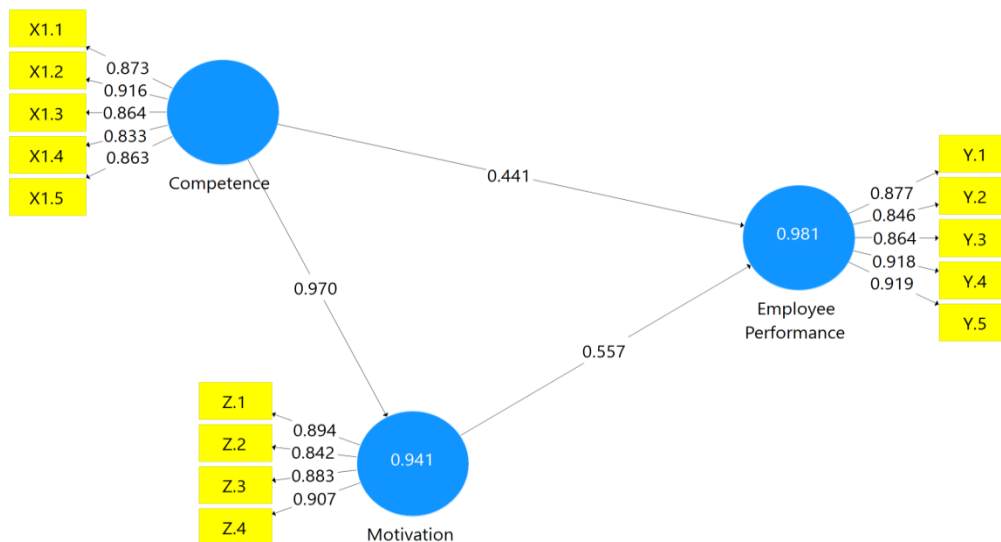 X1.1
X1.2
X1.3
X1.4
X1.5
0.873
0.916
0.864
0.833
0.863
Competence
0.441
0.970
0.557
0.981
Employee
Performance
0.877
0.846
0.864
0.918
0.919
Y.1
Y.2
Y.3
Y.4
Y.5
Z.1
Z.2
Z.3
Z.4
0.894
0.842
0.883
0.907
0.941
Motivation